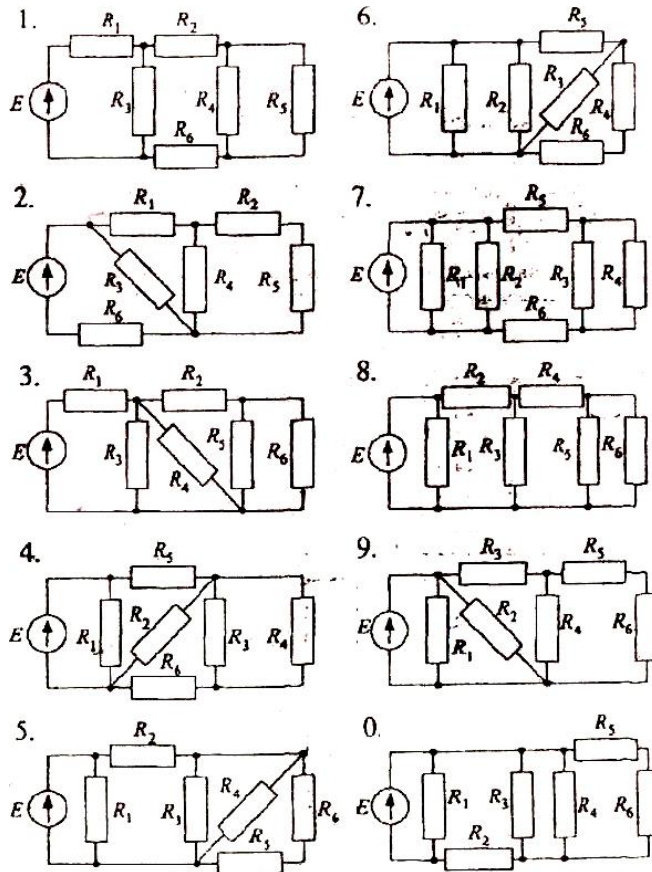 1.
R1 R2
E R3 R4 R5
R6
2.
R1 R2
E R3 R4 R5
R6
3.
R1 R2
E R3 R4 R5 R6
4.
R5
E R1 R2 R3 R4
R6
5.
R2
E R1 R3 R4 R6
R5
6.
R5
E R1 R2 R3 R4
R6
7.
R5
E R1 R2 R3 R4
R6
8.
R2 R4
E R1 R3 R5 R6
9.
R3 R5
E R1 R2 R4 R6
0.
R5
E R1 R3 R4 R6
R2